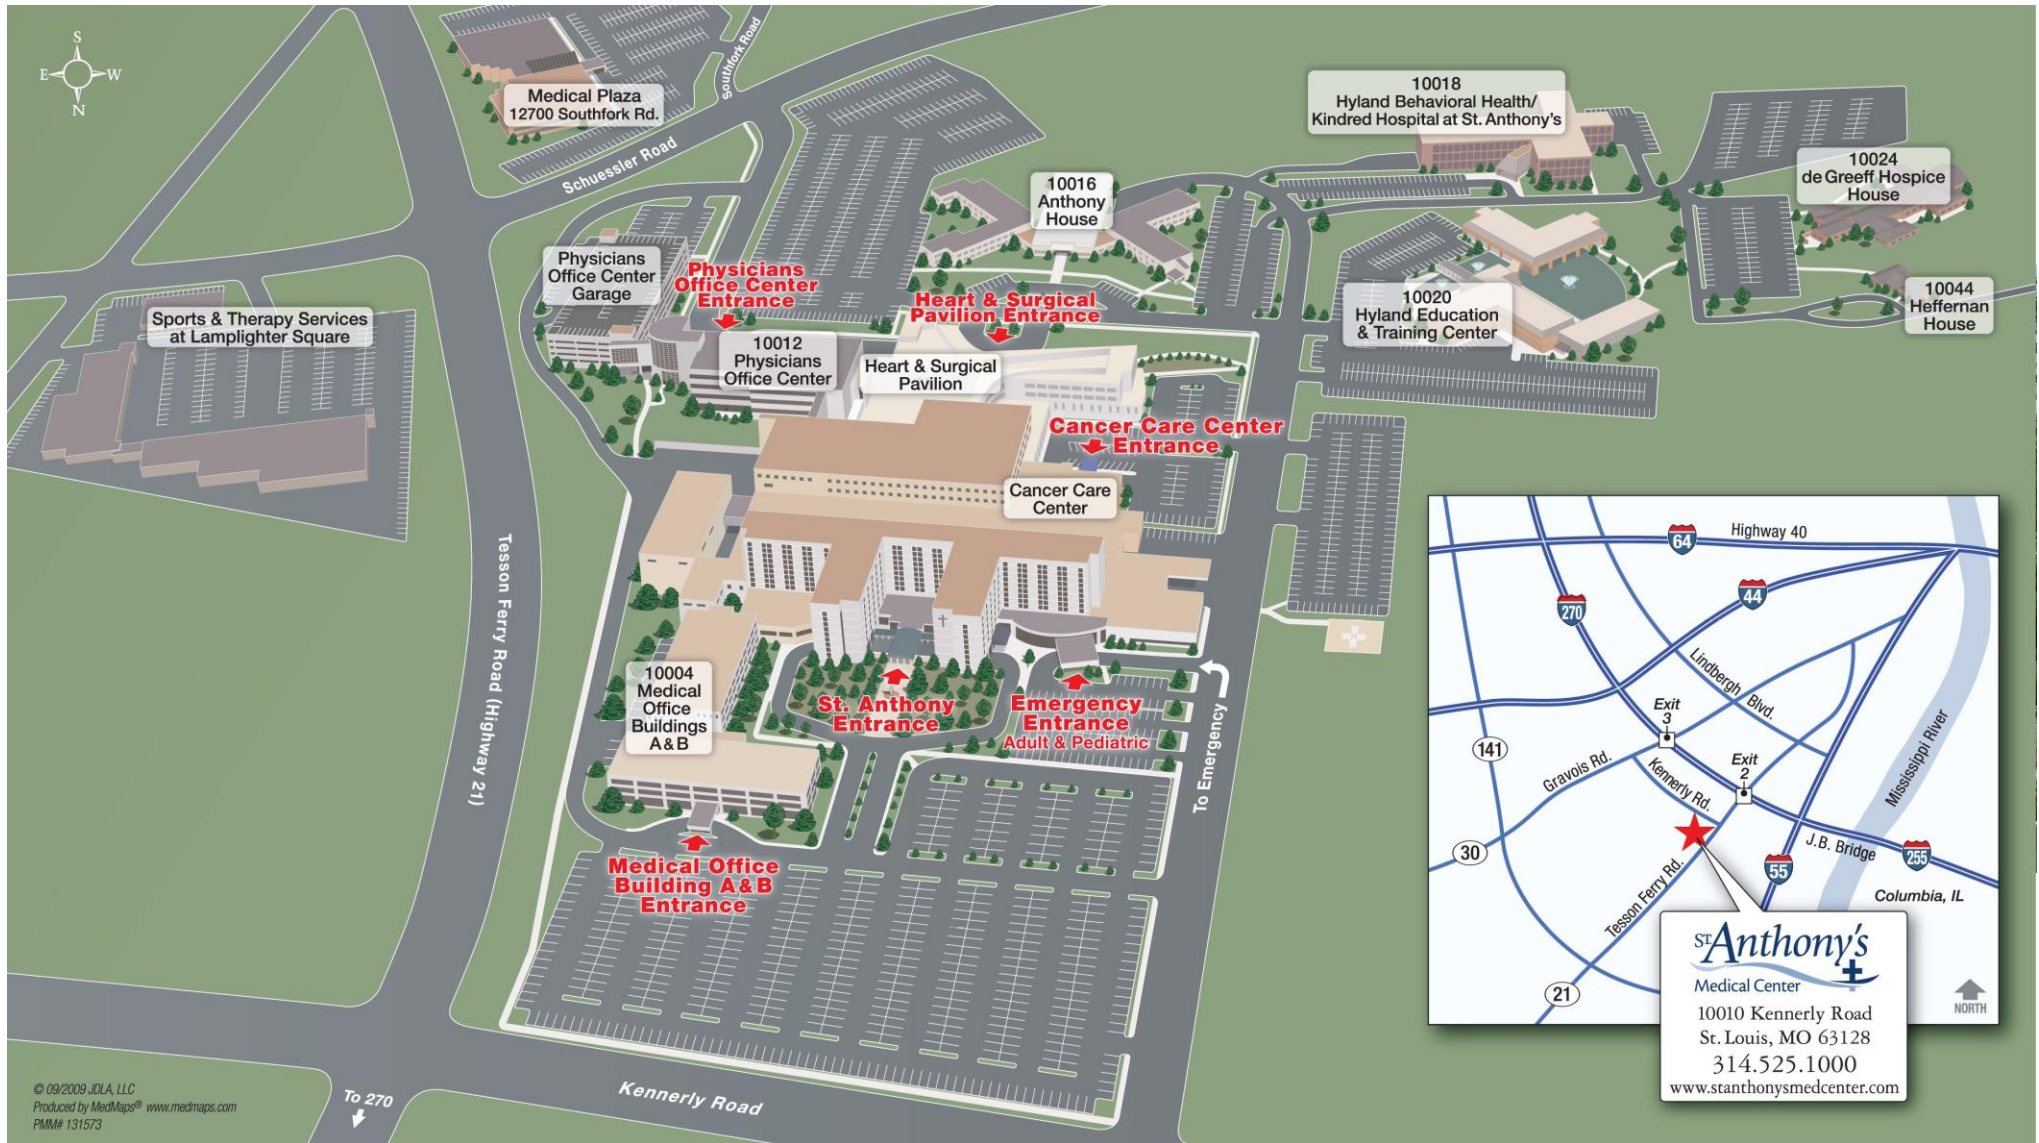 S
E W
N
Medical Plaza
12700 Southfork Rd.
Southfork Road
Schuessler Road
10018
Hyland Behavioral Health/
Kindred Hospital at St. Anthony's
10024
de Greeff Hospice
House
10016
Anthony
House
Physicians
Office Center
Garage
Physicians
Office Center
Entrance
Heart & Surgical
Pavilion Entrance
10020
Hyland Education
& Training Center
10044
Heffernan
House
Sports & Therapy Services
at Lamplighter Square
10012
Physicians
Office Center
Heart & Surgical
Pavilion
Cancer Care Center
Entrance
Cancer Care
Center
Tesson Ferry Road (Highway 21)
10004
Medical
Office
Buildings
A & B
St. Anthony
Entrance
Emergency
Entrance
Adult & Pediatric
To Emergency
Medical Office
Building A & B
Entrance
Kennerly Road
To 270
© 09/2009 JDLA, LLC
Produced by MedMaps® www.medmaps.com
PMM# 131573
64
Highway 40
44
270
Lindbergh Blvd.
Exit
3
141
Gravois Rd.
Kennerly Rd.
Exit
2
Mississippi River
30
J.B. Bridge
255
55
Columbia, IL
Tesson Ferry Rd.
21
NORTH
ST Anthony's
Medical Center
10010 Kennerly Road
St. Louis, MO 63128
314.525.1000
www.stanthonysmedcenter.com